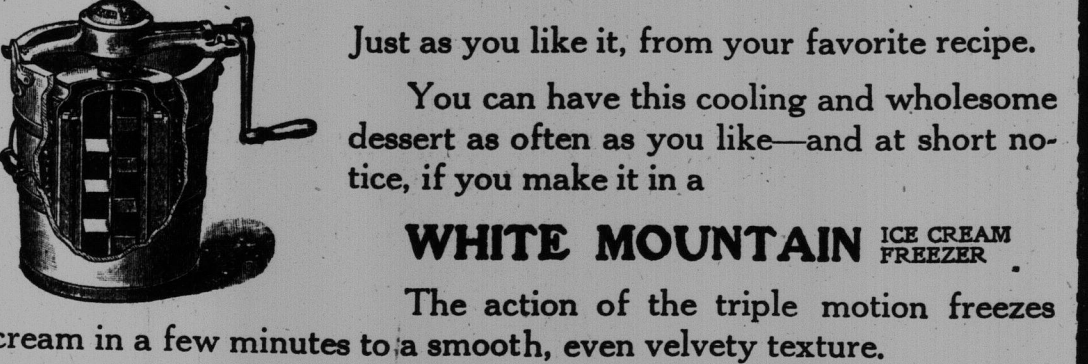 Just as you like it, from your favorite recipe.
You can have this cooling and wholesome
dessert as often as you like—and at short no-
tice, if you make it in a
WHITE MOUNTAIN ICE CREAM
FREEZER
The action of the triple motion freezes
cream in a few minutes to a smooth, even velvety texture.